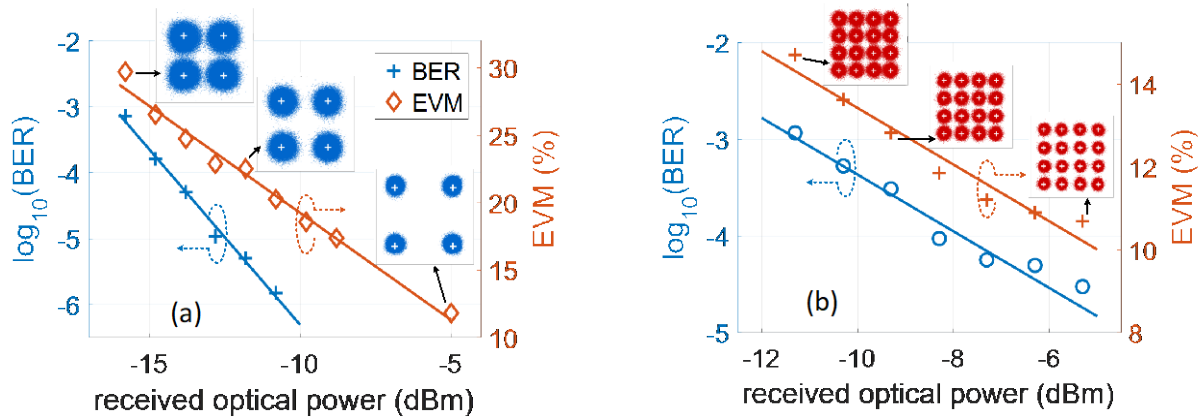 -2
-3
-4
-5
-6
log10(BER)
-15
-10
-5
received optical power (dBm)
30
25
20
15
10
EVM (%)
BER
EVM
(a)
-2
-3
-4
-5
log10(BER)
-12
-10
-8
-6
received optical power (dBm)
14
12
10
8
EVM (%)
(b)